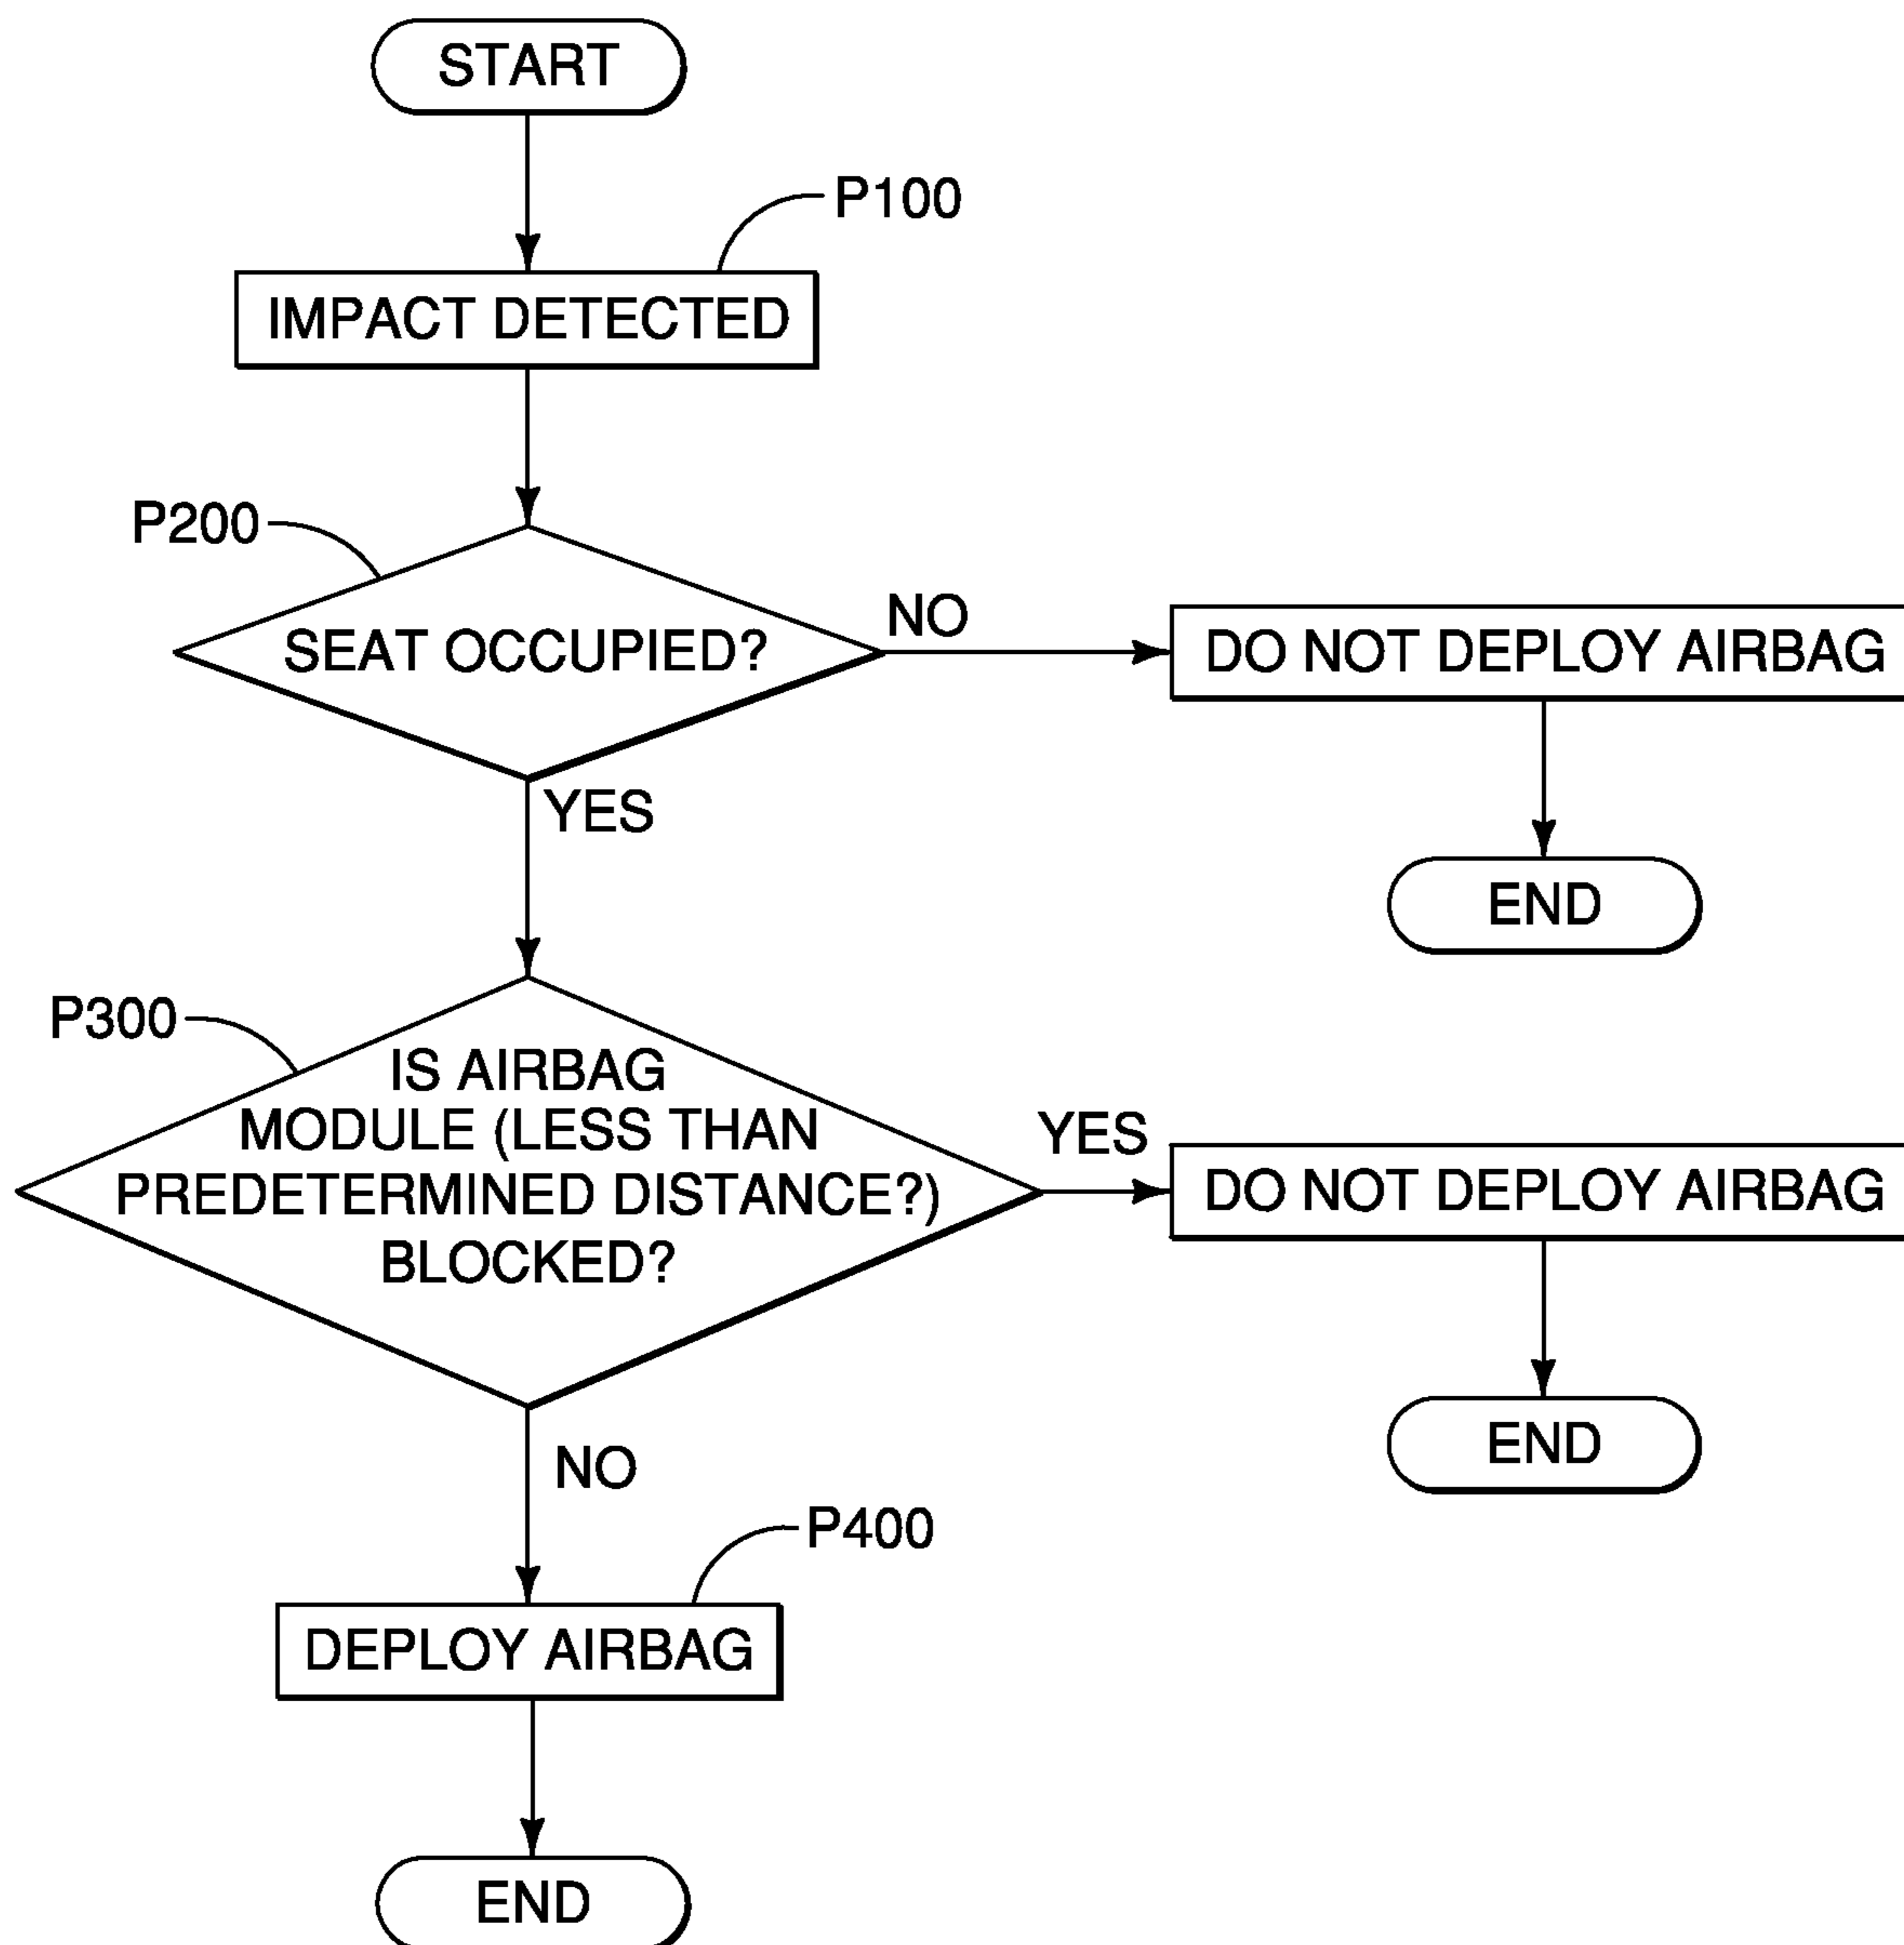 START
P100
IMPACT DETECTED
P200
SEAT OCCUPIED?
NO
DO NOT DEPLOY AIRBAG
YES
END
P300
IS AIRBAG
MODULE (LESS THAN
PREDETERMINED DISTANCE?)
BLOCKED?
YES
DO NOT DEPLOY AIRBAG
END
NO
P400
DEPLOY AIRBAG
END